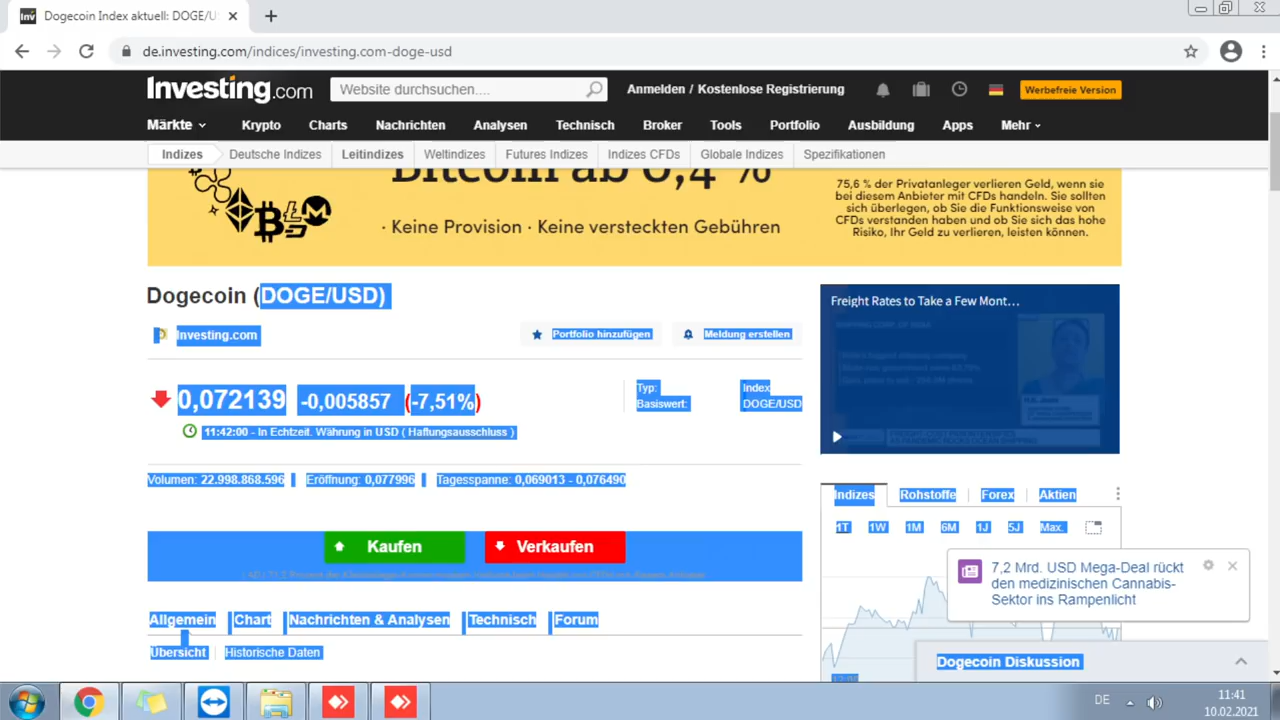 Dogecoin Index aktuell: DOGE/US
de.investing.com/indices/investing.com-doge-usd
Investing.com
Website durchsuchen....
Anmelden / Kostenlose Registrierung
Werbefreie Version
Märkte
Krypto
Charts
Nachrichten
Analysen
Technisch
Broker
Tools
Portfolio
Ausbildung
Apps
Mehr
Indizes
Deutsche Indizes
Leitindizes
Weltindizes
Futures Indizes
Indizes CFDs
Globale Indizes
Spezifikationen
Bitcoin ab 0,4 %
· Keine Provision · Keine versteckten Gebühren
75,6 % der Privatanleger verlieren Geld, wenn sie
bei diesem Anbieter mit CFDs handeln. Sie sollten
sich überlegen, ob Sie die Funktionsweise von
CFDs verstanden haben und ob Sie sich das hohe
Risiko, Ihr Geld zu verlieren, leisten können.
Dogecoin (DOGE/USD)
Investing.com
Portfolio hinzufügen
Meldung erstellen
0,072139 -0,005857 (-7,51%)
11:42:00 - In Echtzeit. Währung in USD ( Haftungsausschluss )
Typ: Index
Basiswert: DOGE/USD
Volumen: 22.998.868.596
Eröffnung: 0,077996
Tagesspanne: 0,069013 - 0,076490
Kaufen
Verkaufen
Allgemein
Chart
Nachrichten & Analysen
Technisch
Forum
Übersicht
Historische Daten
Freight Rates to Take a Few Mont...
Indizes
Rohstoffe
Forex
Aktien
1T
1W
1M
6M
1J
5J
Max.
7,2 Mrd. USD Mega-Deal rückt
den medizinischen Cannabis-
Sektor ins Rampenlicht
Dogecoin Diskussion
DE
11:41
10.02.2021